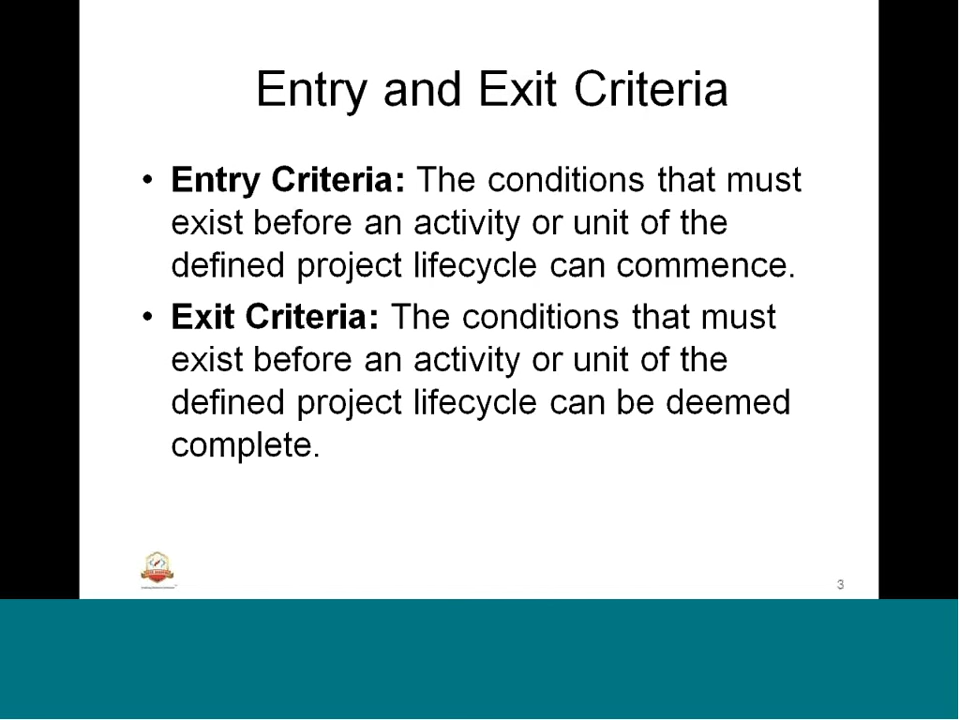 Entry and Exit Criteria
• Entry Criteria: The conditions that must
exist before an activity or unit of the
defined project lifecycle can commence.
• Exit Criteria: The conditions that must
exist before an activity or unit of the
defined project lifecycle can be deemed
complete.
3